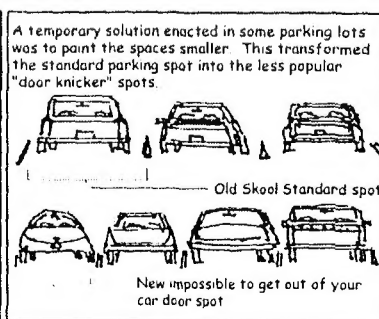 A temporary solution enacted in some parking lots
was to paint the spaces smaller. This transformed
the standard parking spot into the less popular
"door knicker" spots.
Old Skool Standard spot
New impossible to get out of your
car door spot